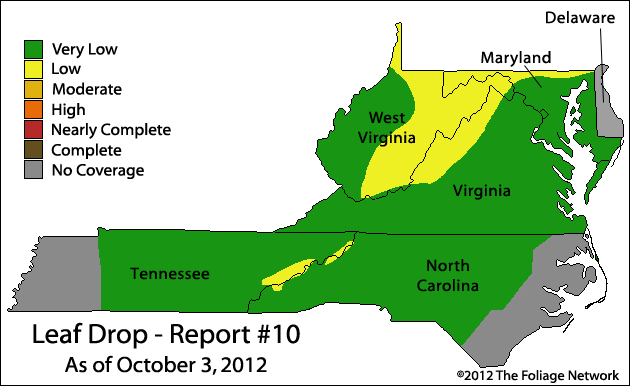 Delaware
Maryland
Very Low
Low
Moderate
High
Nearly Complete
Complete
No Coverage
West
Virginia
Virginia
Tennessee
North
Carolina
Leaf Drop - Report #10
As of October 3, 2012
©2012 The Foliage Network